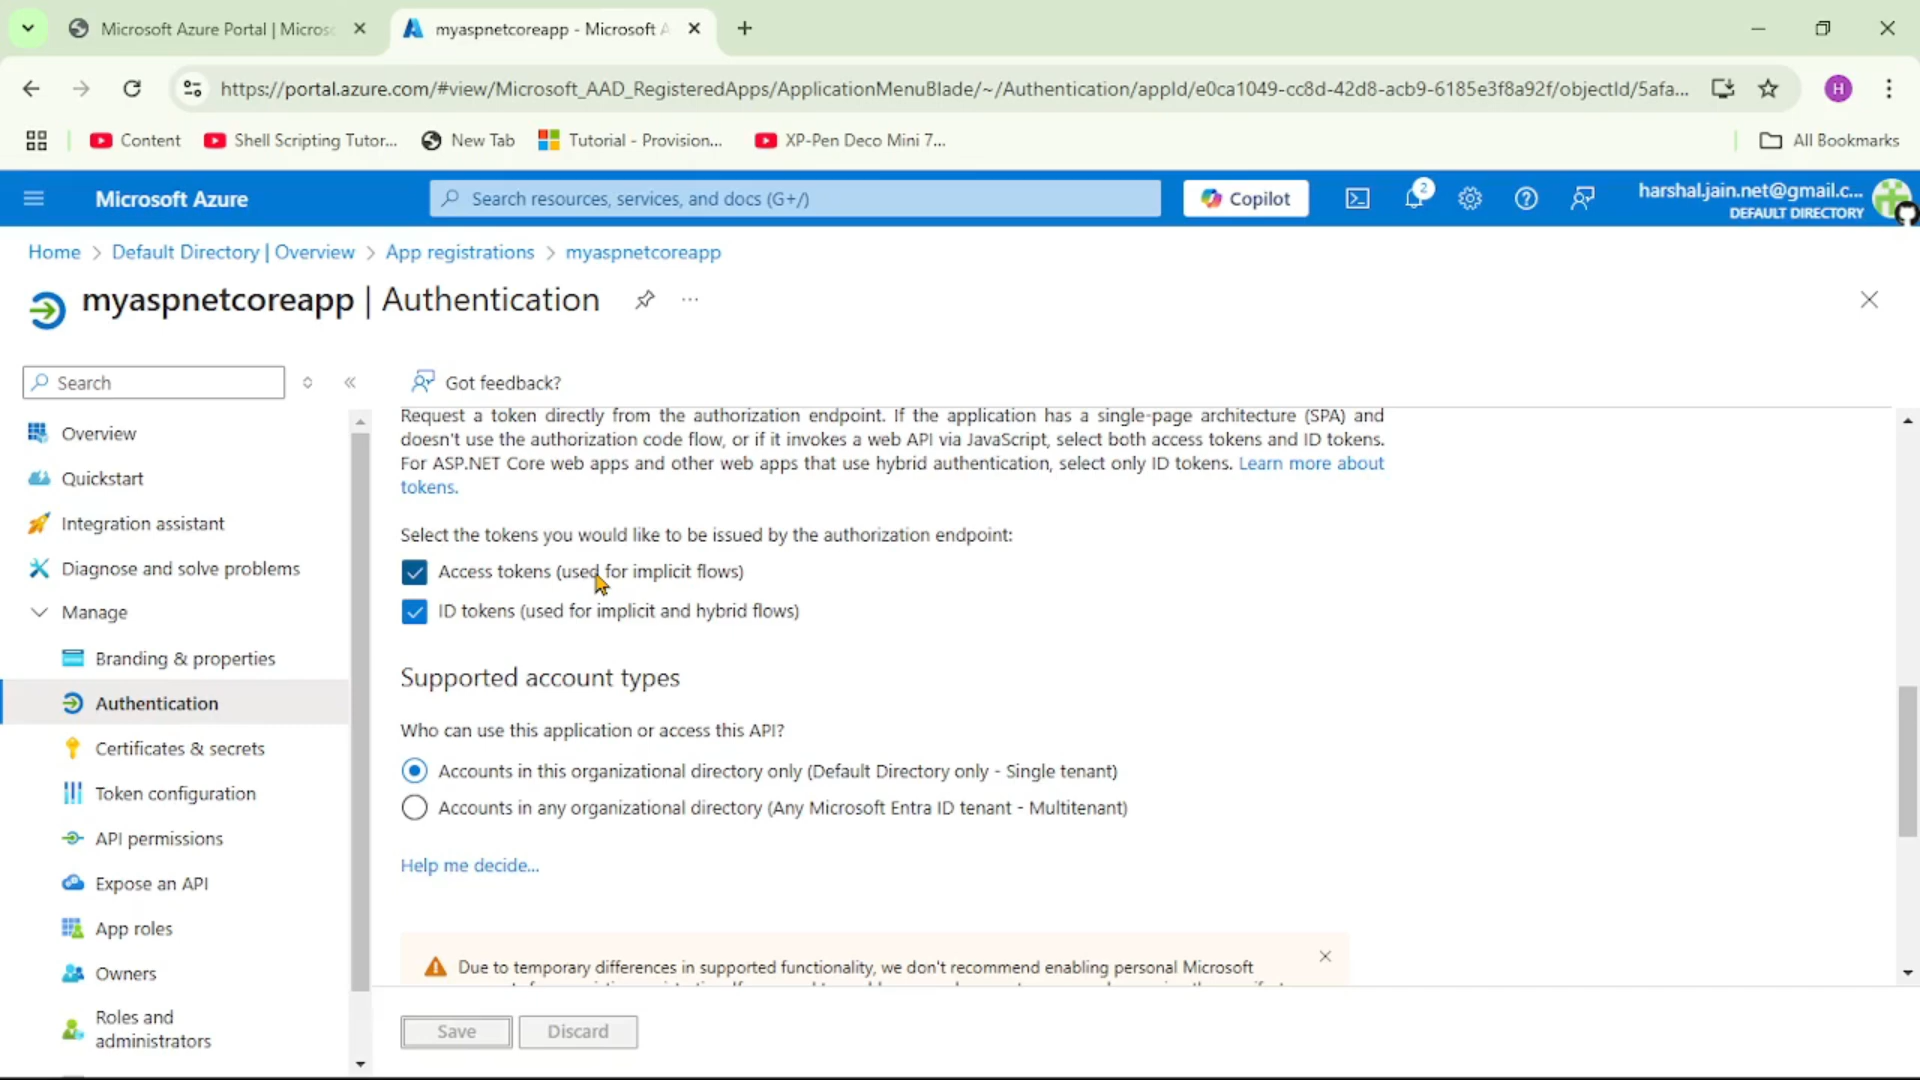 Microsoft Azure Portal | Micros
myaspnetcoreapp - Microsoft A
https://portal.azure.com/#view/Microsoft_AAD_RegisteredApps/ApplicationMenuBlade/~/Authentication/appId/e0ca1049-cc8d-42d8-acb9-6185e3f8a92f/objectId/5afa...
H
Content
Shell Scripting Tutor...
New Tab
Tutorial - Provision...
XP-Pen Deco Mini 7...
All Bookmarks
Microsoft Azure
Search resources, services, and docs (G+/)
Copilot
2
harshal.jain.net@gmail.c...
DEFAULT DIRECTORY
Home > Default Directory | Overview > App registrations > myaspnetcoreapp
myaspnetcoreapp | Authentication
Search
Got feedback?
Overview
Quickstart
Integration assistant
Diagnose and solve problems
Manage
Branding & properties
Authentication
Certificates & secrets
Token configuration
API permissions
Expose an API
App roles
Owners
Roles and
administrators
Request a token directly from the authorization endpoint. If the application has a single-page architecture (SPA) and
doesn't use the authorization code flow, or if it invokes a web API via JavaScript, select both access tokens and ID tokens.
For ASP.NET Core web apps and other web apps that use hybrid authentication, select only ID tokens. Learn more about
tokens.
Select the tokens you would like to be issued by the authorization endpoint:
Access tokens (used for implicit flows)
ID tokens (used for implicit and hybrid flows)
Supported account types
Who can use this application or access this API?
Accounts in this organizational directory only (Default Directory only - Single tenant)
Accounts in any organizational directory (Any Microsoft Entra ID tenant - Multitenant)
Help me decide...
Due to temporary differences in supported functionality, we don't recommend enabling personal Microsoft
Save
Discard